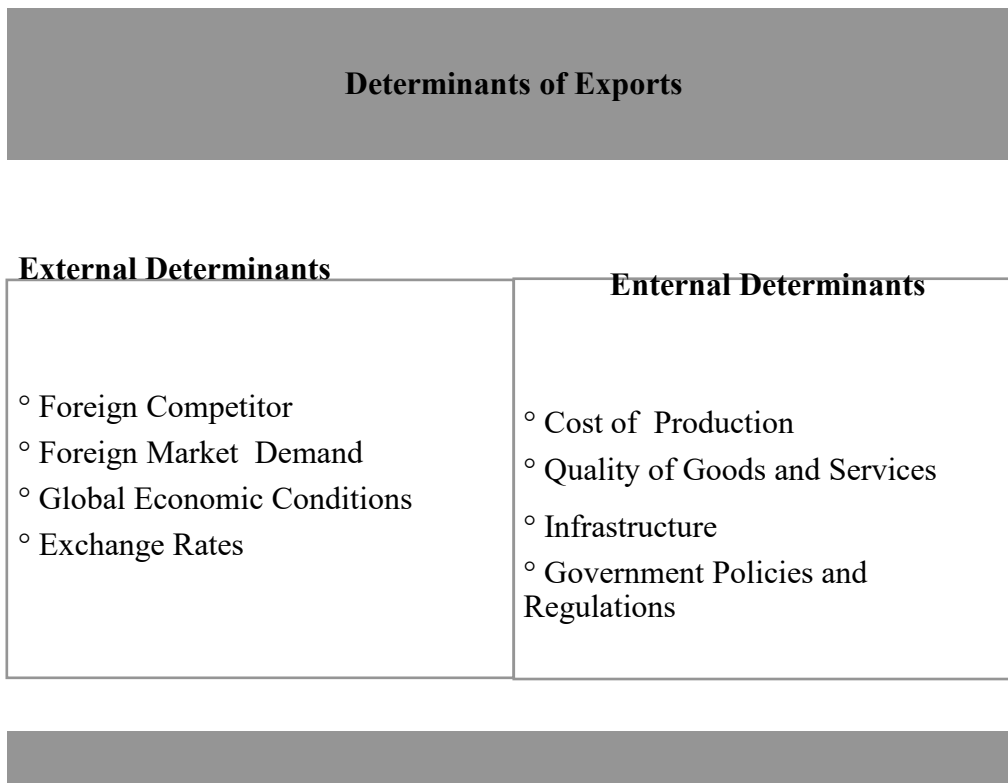 Determinants of Exports
External Determinants
° Foreign Competitor
° Foreign Market  Demand
° Global Economic Conditions
° Exchange Rates
Enternal Determinants
° Cost of  Production
° Quality of Goods and Services
° Infrastructure
° Government Policies and
Regulations